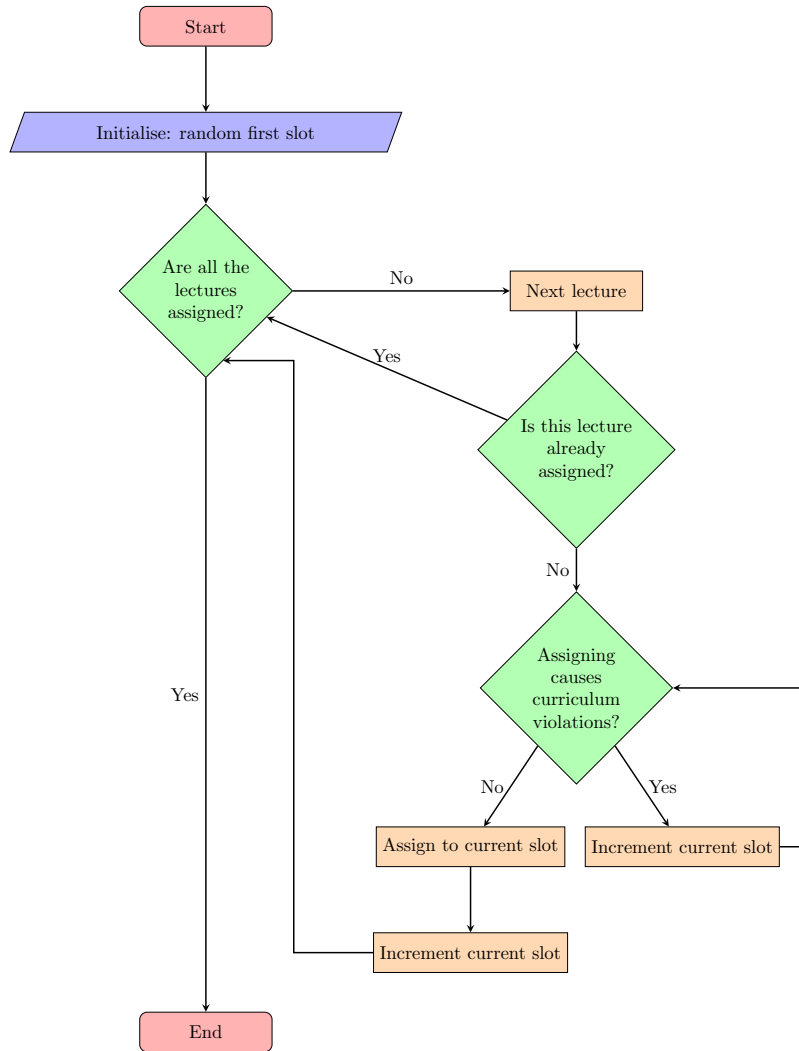 Start
Initialise: random first slot
Are all the
lectures
assigned?
No
Next lecture
Yes
Is this lecture
already
assigned?
No
Assigning
causes
curriculum
violations?
Yes
No
Yes
Assign to current slot
Increment current slot
Increment current slot
End